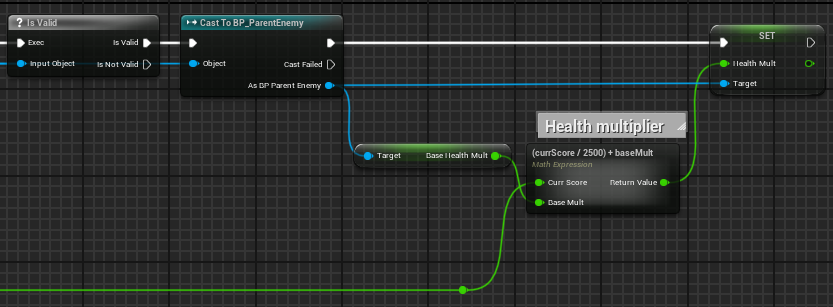 ? Is Valid
Exec
Is Valid
Input Object
Is Not Valid
Cast To BP_ParentEnemy
Object
Cast Failed
As BP Parent Enemy
SET
Health Mult
Target
Target
Base Health Mult
Health multiplier
(currScore / 2500) + baseMult
Math Expression
Curr Score
Return Value
Base Mult